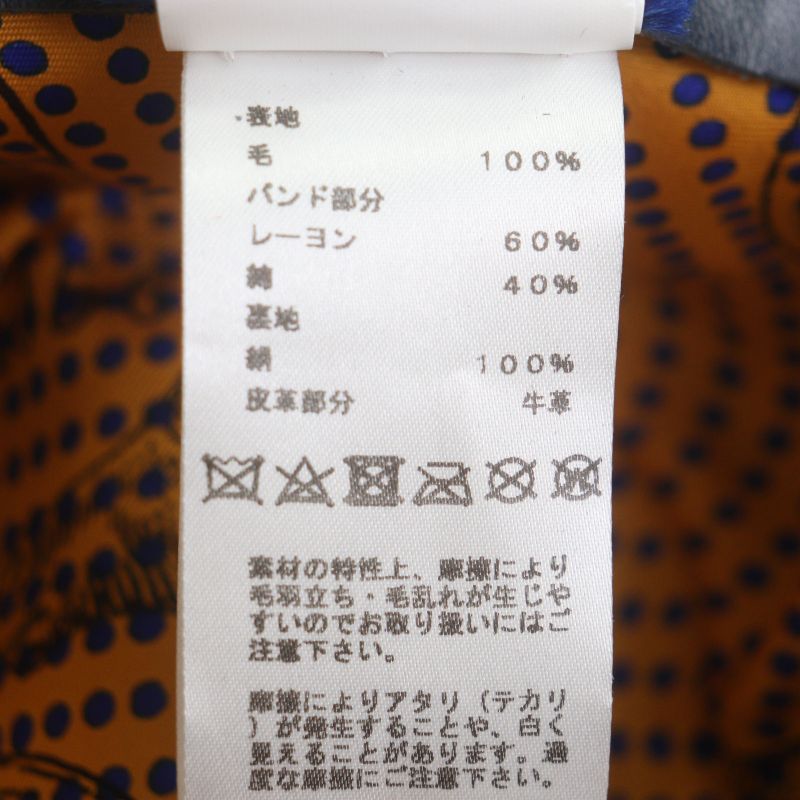 表地
毛 100%
バンド部分
レーヨン 60%
綿 40%
裏地
絹 100%
皮革部分 牛革
素材の特性上、摩擦により
毛羽立ち・毛乱れが生じや
すいのでお取り扱いにはご
注意下さい。
摩擦によりアタリ（テカリ
）が発生することや、白く
見えることがあります。過
度な摩擦にご注意下さい。